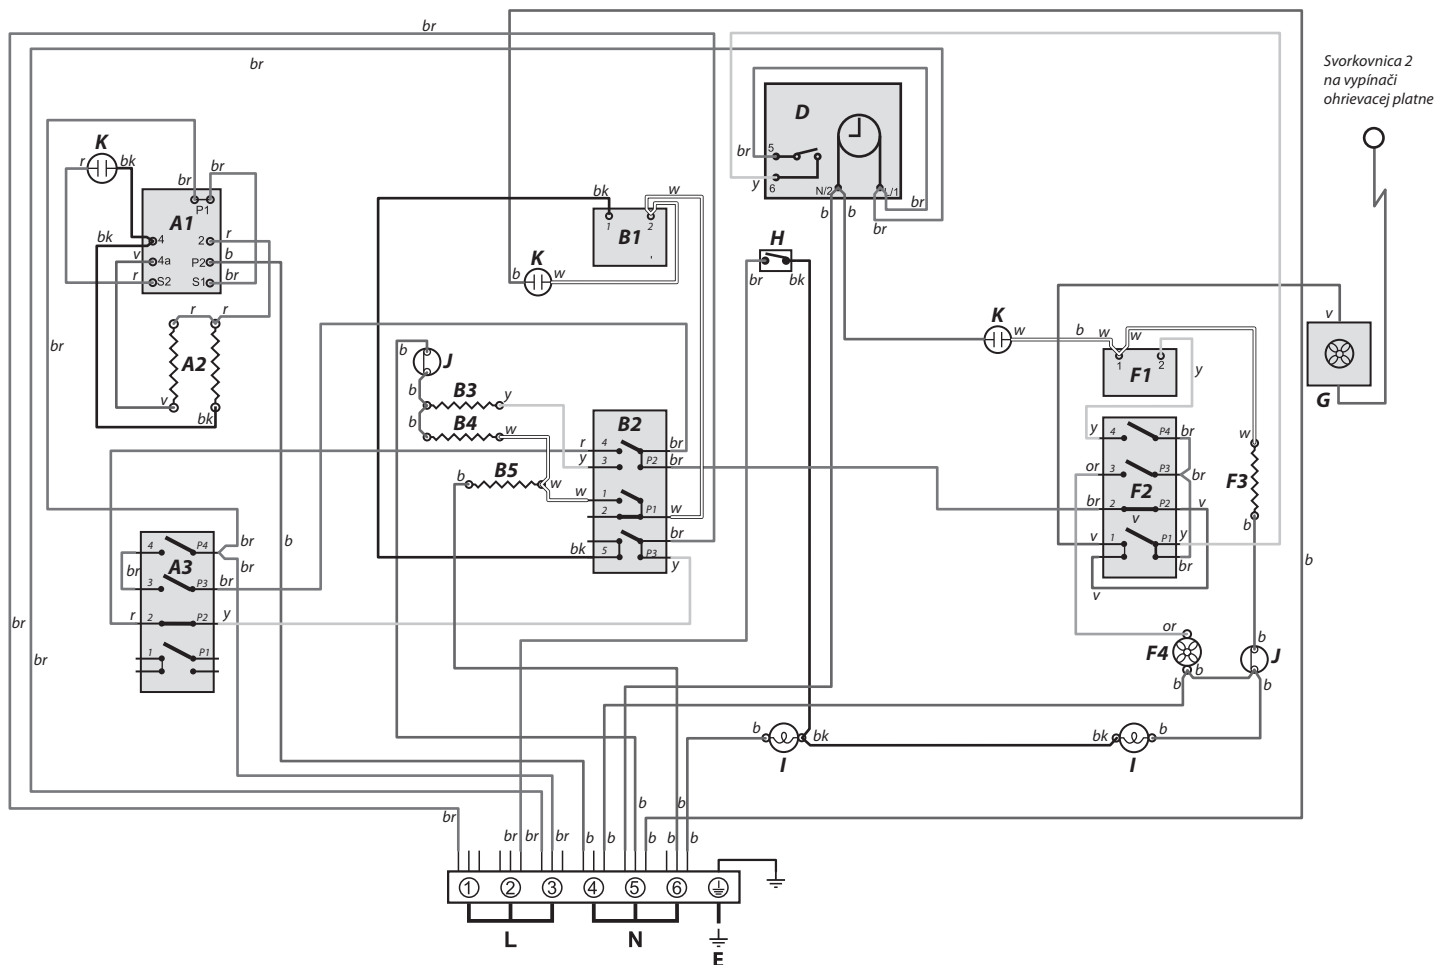 br
br
Svorkovnica 2
na vypínači
ohrievacej platne
D
5
br
y
6
N/2
L/1
br
b
b
br
K
r
bk
br
br
P1
A1
bk
4
2
r
v
4a
P2
b
r
S2
S1
br
r
r
A2
v
bk
br
bk
w
1
2
B1
K
b
w
H
br
bk
v
G
K
w
b
w
w
1
2
F1
y
b
J
b
B3
y
b
B4
w
B5
b
w
B2
r
4
br
y
3
P2
br
w
1
2
P1
w
br
bk
5
P3
y
y
4
P4
br
or
3
P3
br
F2
br
2
P2
v
v
v
1
P1
y
br
v
w
F3
b
b
b
4
P4
br
A3
br
br
3
P3
br
r
2
P2
y
1
P1
br
br
or
F4
b
b
b
J
b
b
bk
I
bk
b
I
br
br
br
br
b
b
b
b
b
b
b
1
2
3
4
5
6
L
N
E